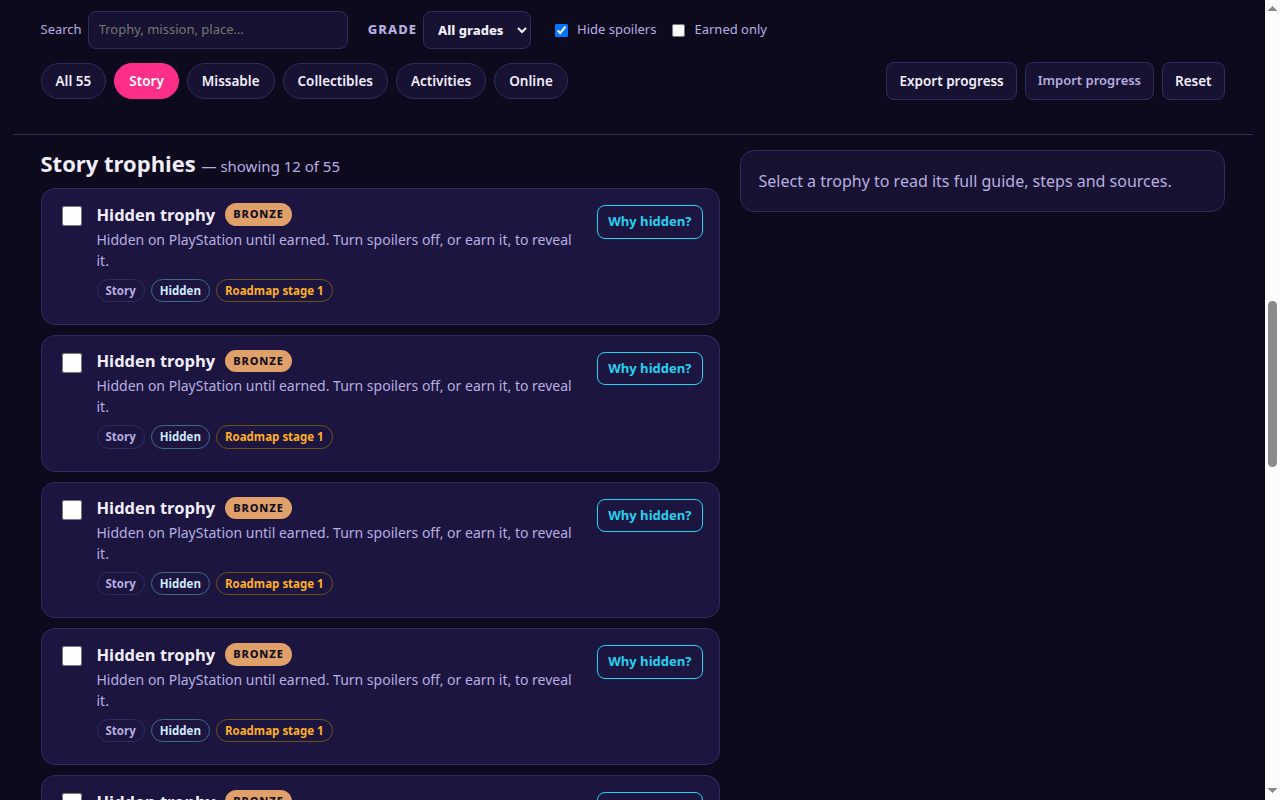 Search Trophy, mission, place... GRADE All grades Hide spoilers Earned only
All 55 Story Missable Collectibles Activities Online Export progress Import progress Reset
Story trophies — showing 12 of 55
Select a trophy to read its full guide, steps and sources.
Hidden trophy BRONZE Why hidden?
Hidden on PlayStation until earned. Turn spoilers off, or earn it, to reveal
it.
Story Hidden Roadmap stage 1
Hidden trophy BRONZE Why hidden?
Hidden on PlayStation until earned. Turn spoilers off, or earn it, to reveal
it.
Story Hidden Roadmap stage 1
Hidden trophy BRONZE Why hidden?
Hidden on PlayStation until earned. Turn spoilers off, or earn it, to reveal
it.
Story Hidden Roadmap stage 1
Hidden trophy BRONZE Why hidden?
Hidden on PlayStation until earned. Turn spoilers off, or earn it, to reveal
it.
Story Hidden Roadmap stage 1
Hidden trophy BRONZE